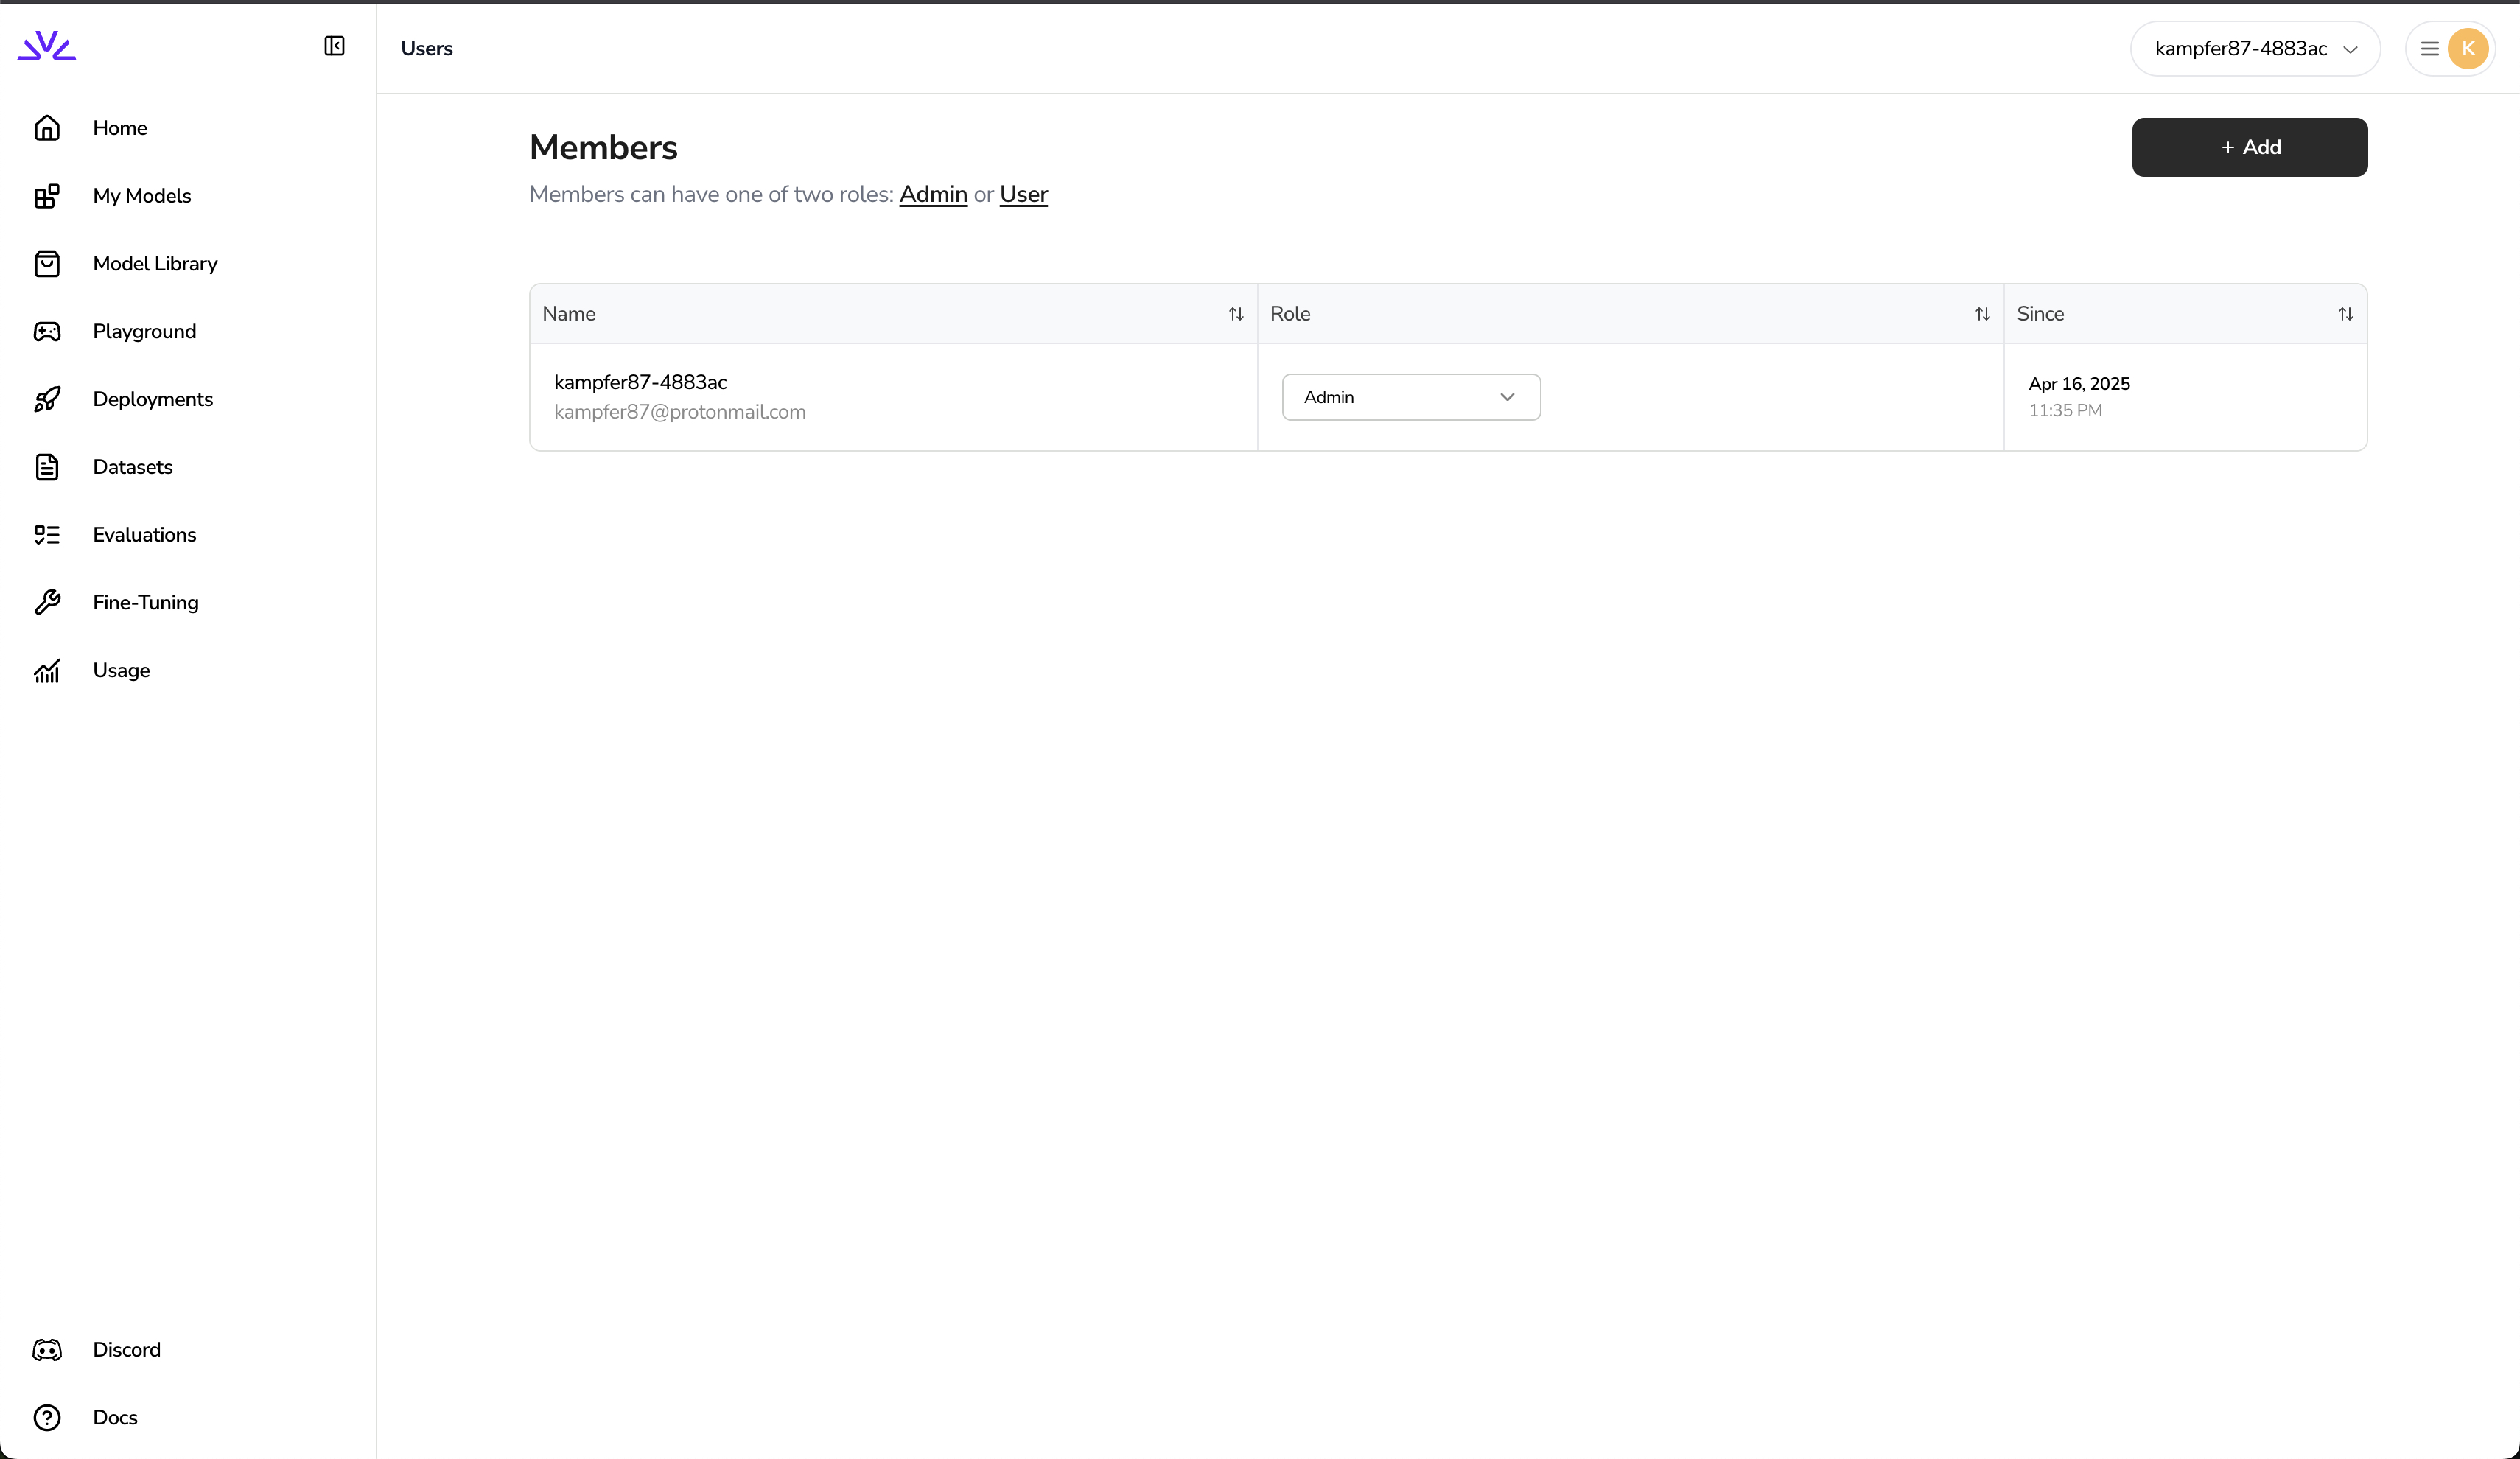 Users
kampfer87-4883ac
K
Home
My Models
Model Library
Playground
Deployments
Datasets
Evaluations
Fine-Tuning
Usage
Discord
Docs
Members
+ Add
Members can have one of two roles: Admin or User
Name
Role
Since
kampfer87-4883ac
kampfer87@protonmail.com
Admin
Apr 16, 2025
11:35 PM